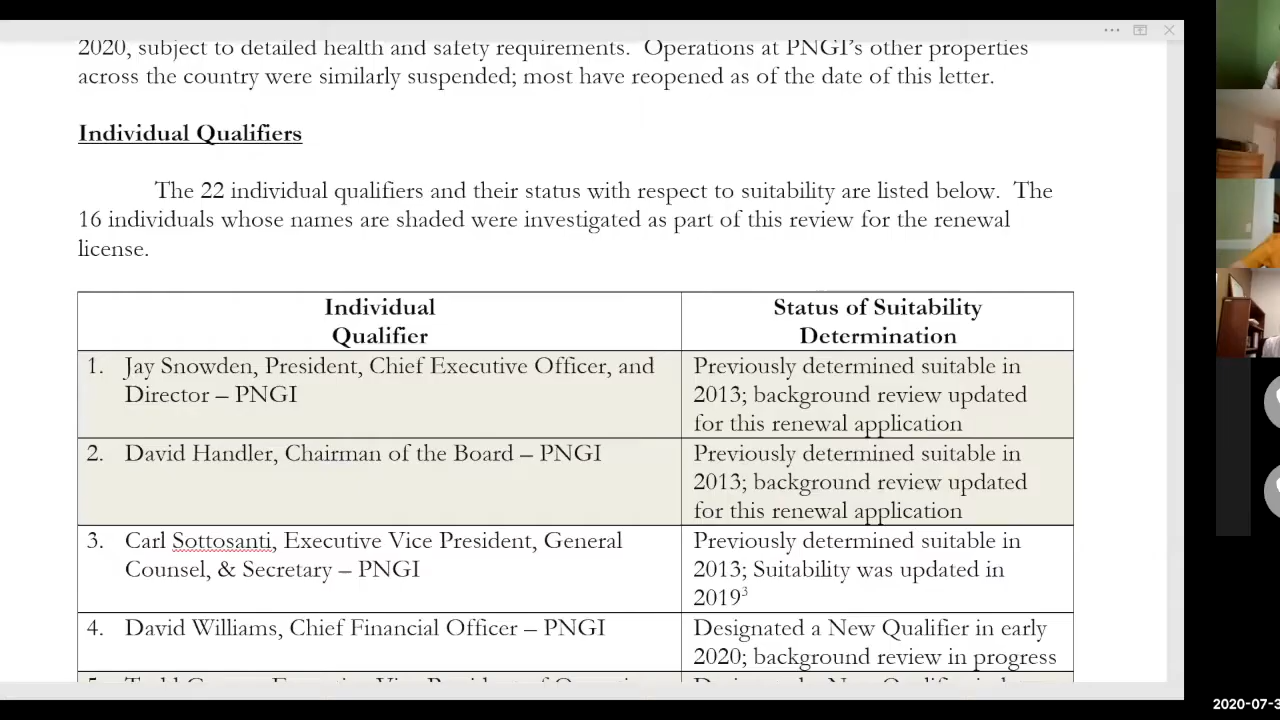 2020, subject to detailed health and safety requirements.  Operations at PNGI's other properties
across the country were similarly suspended; most have reopened as of the date of this letter.
Individual Qualifiers
The 22 individual qualifiers and their status with respect to suitability are listed below.  The
16 individuals whose names are shaded were investigated as part of this review for the renewal
license.
Individual
Qualifier
Status of Suitability
Determination
1. Jay Snowden, President, Chief Executive Officer, and
Director – PNGI
Previously determined suitable in
2013; background review updated
for this renewal application
2. David Handler, Chairman of the Board – PNGI
Previously determined suitable in
2013; background review updated
for this renewal application
3. Carl Sottosanti, Executive Vice President, General
Counsel, & Secretary – PNGI
Previously determined suitable in
2013; Suitability was updated in
2019³
4. David Williams, Chief Financial Officer – PNGI
Designated a New Qualifier in early
2020; background review in progress
2020-07-3